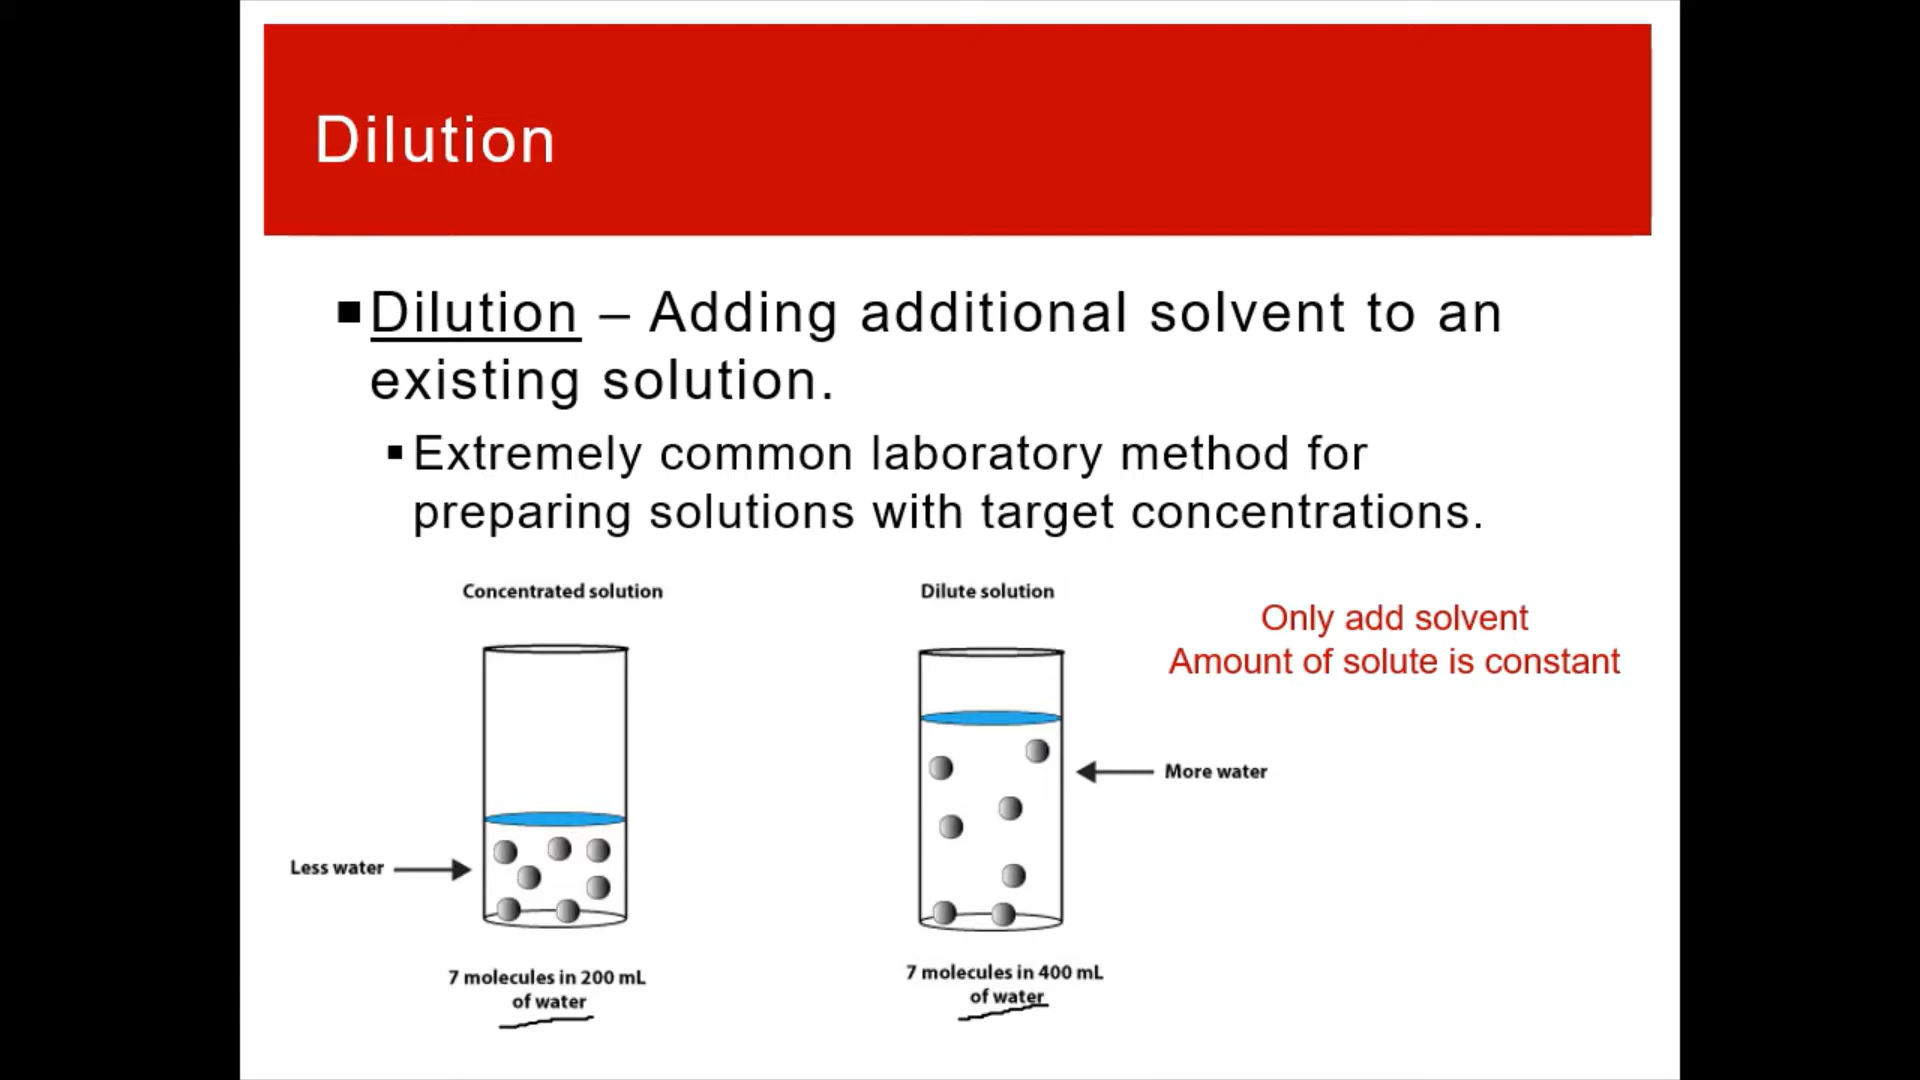 Dilution
▪Dilution – Adding additional solvent to an
existing solution.
▪Extremely common laboratory method for
preparing solutions with target concentrations.
Concentrated solution
Less water
7 molecules in 200 mL
of water
Dilute solution
More water
7 molecules in 400 mL
of water
Only add solvent
Amount of solute is constant